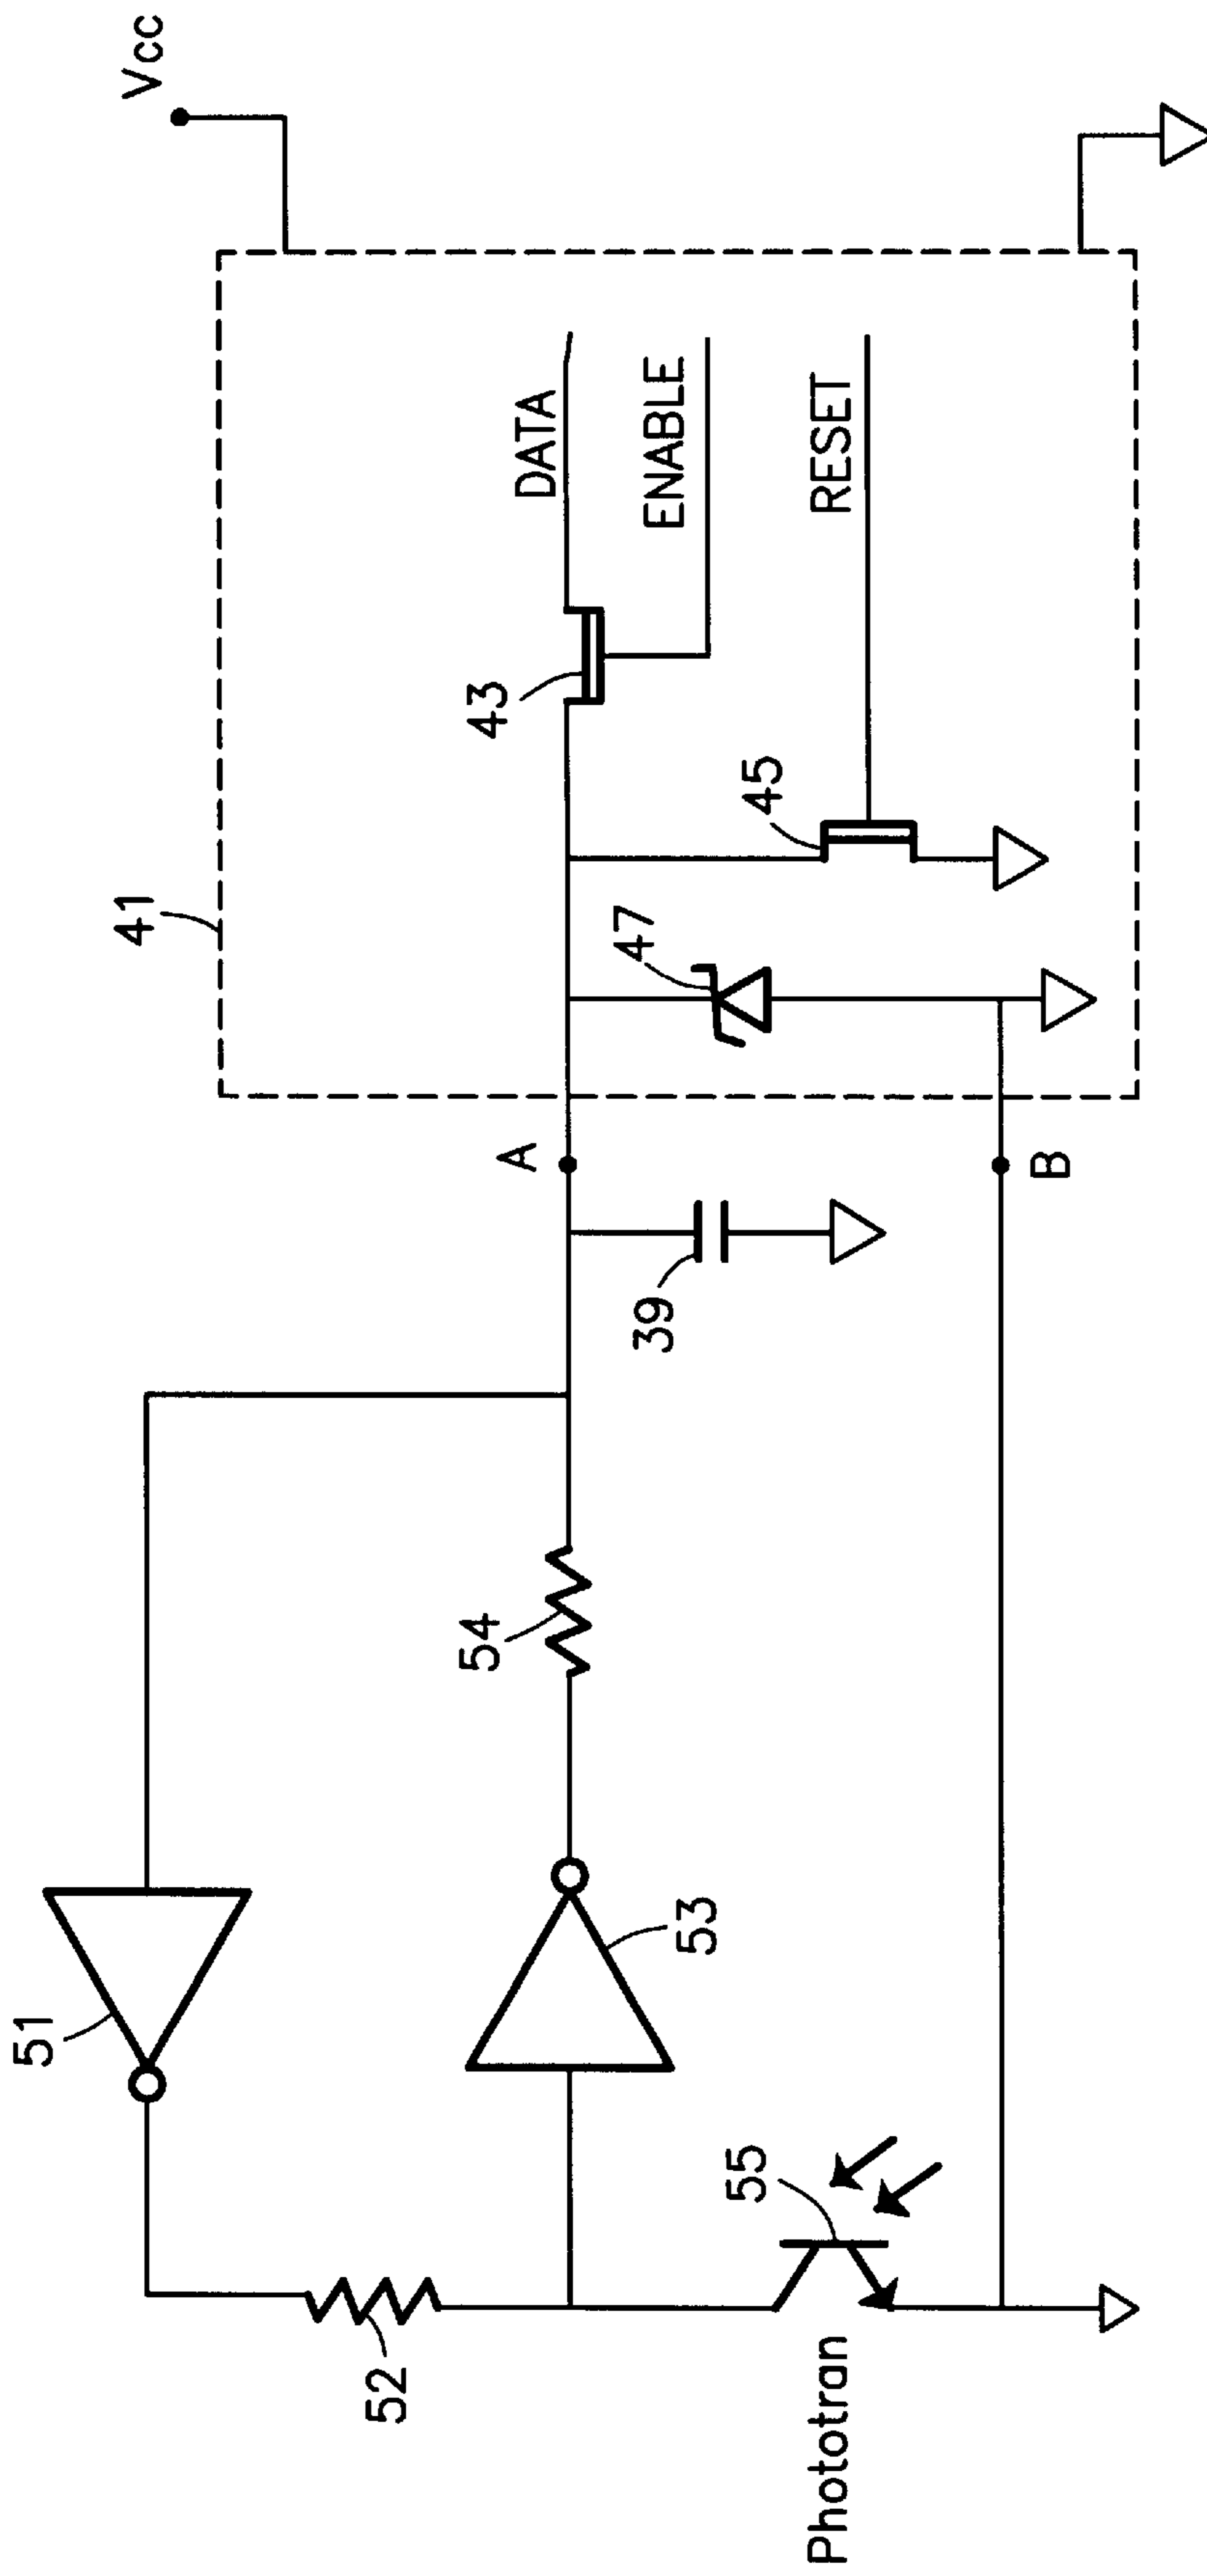 Vcc
41
DATA
43
ENABLE
RESET
45
47
A
B
39
51
54
53
52
55
Phototran